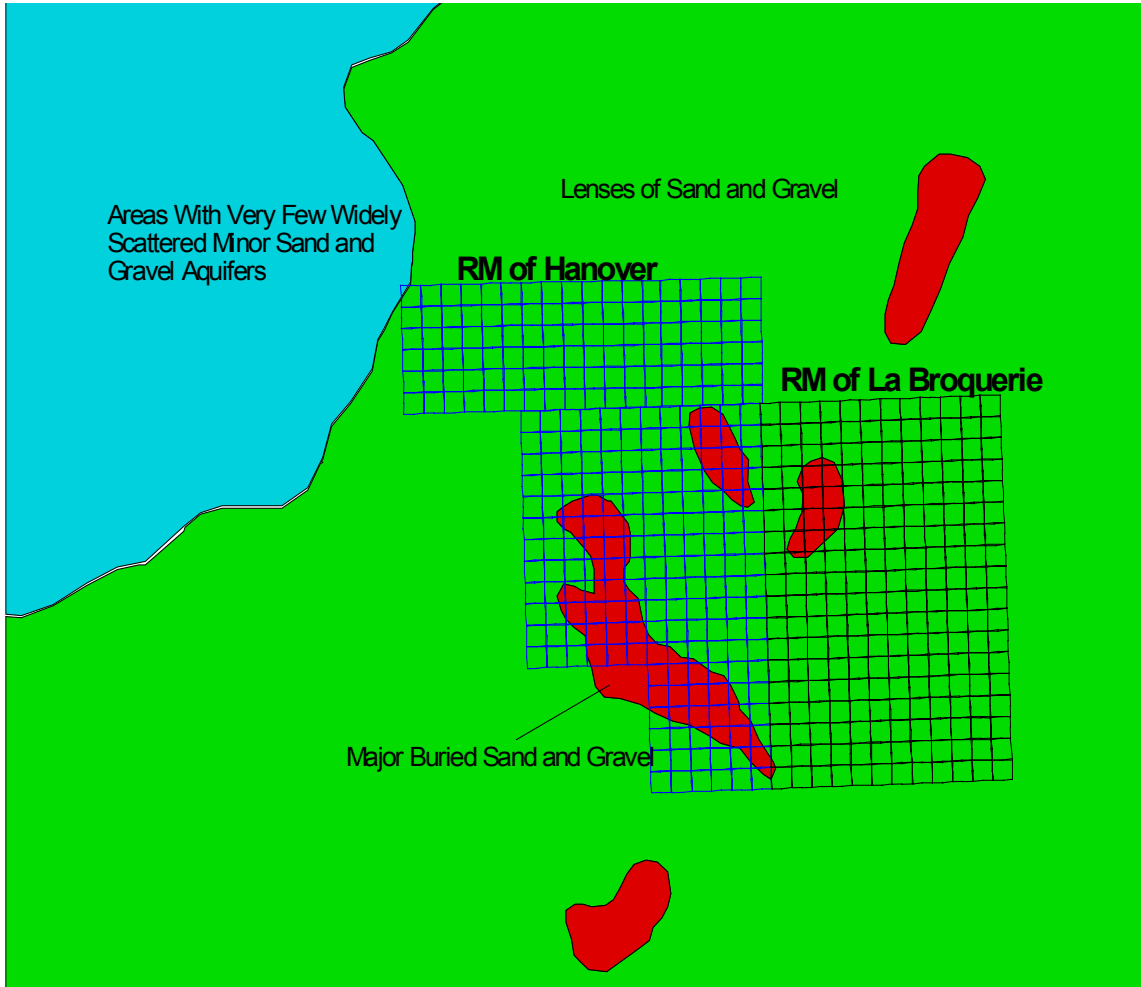 Lenses of Sand and Gravel
Areas With Very Few Widely
Scattered Minor Sand and
Gravel Aquifers
RM of Hanover
RM of La Broquerie
Major Buried Sand and Gravel